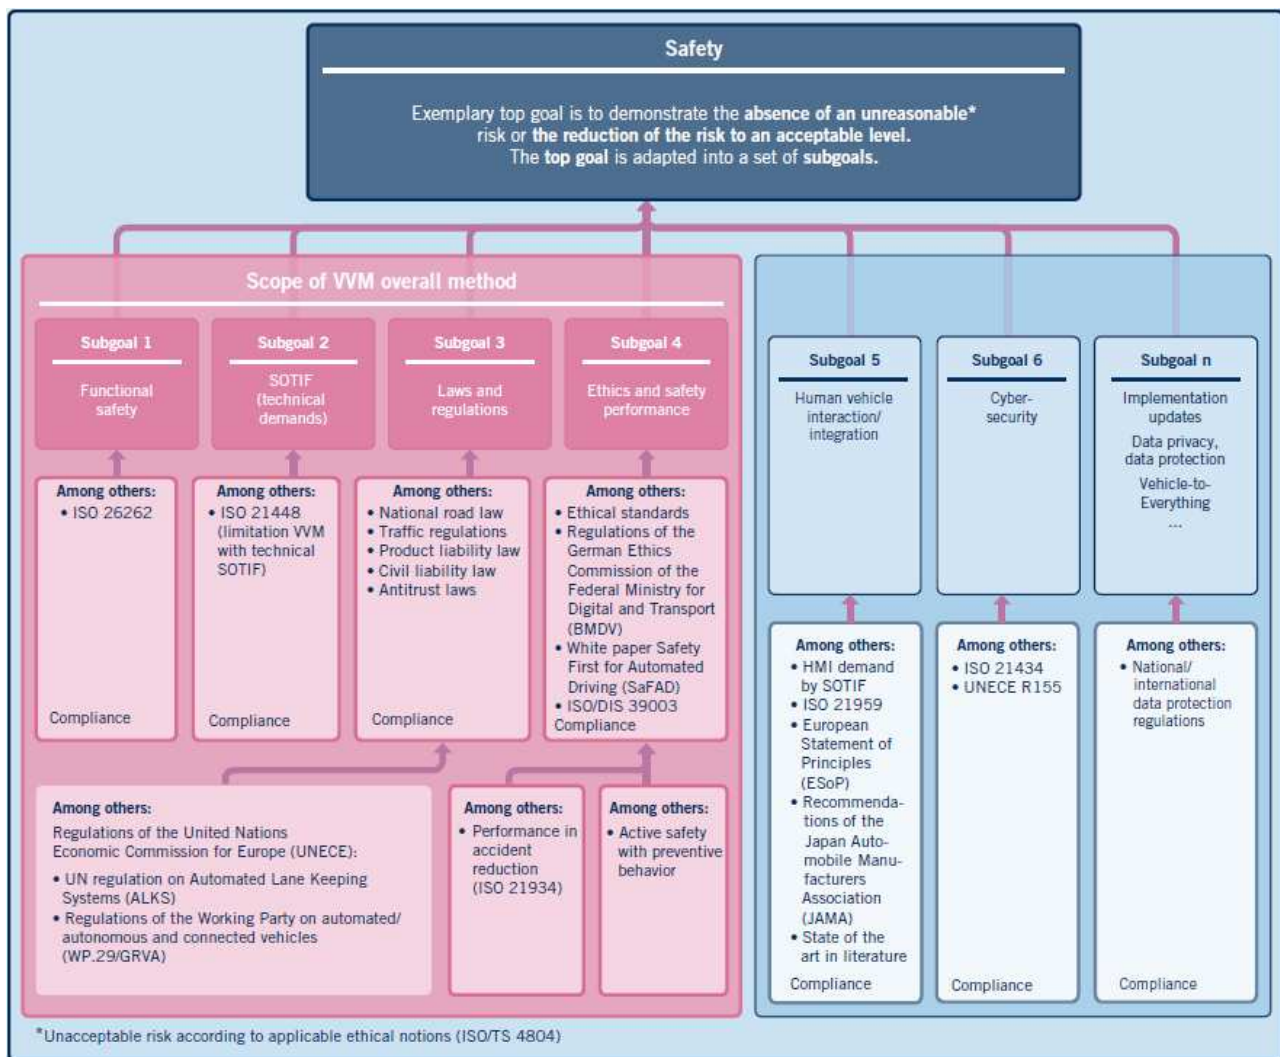 Safety
Exemplary top goal is to demonstrate the absence of an unreasonable*
risk or the reduction of the risk to an acceptable level.
The top goal is adapted into a set of subgoals.
Scope of VVM overall method
Subgoal 1
Functional
safety
Subgoal 2
SOTIF
(technical
demands)
Subgoal 3
Laws and
regulations
Subgoal 4
Ethics and safety
performance
Subgoal 5
Human vehicle
interaction/
integration
Subgoal 6
Cyber-
security
Subgoal n
Implementation
updates
Data privacy,
data protection
Vehicle-to-
Everything
...
Among others:
• ISO 26262
Compliance
Among others:
• ISO 21448
(limitation VVM
with technical
SOTIF)
Compliance
Among others:
• National road law
• Traffic regulations
• Product liability law
• Civil liability law
• Antitrust laws
Compliance
Among others:
• Ethical standards
• Regulations of the
German Ethics
Commission of the
Federal Ministry for
Digital and Transport
(BMDV)
• White paper Safety
First for Automated
Driving (SaFAD)
• ISO/DIS 39003
Compliance
Among others:
• HMI demand
by SOTIF
• ISO 21959
• European
Statement of
Principles
(ESoP)
• Recommenda-
tions of the
Japan Auto-
mobile Manu-
facturers
Association
(JAMA)
• State of the
art in literature
Compliance
Among others:
• ISO 21434
• UNECE R155
Compliance
Among others:
• National/
international
data protection
regulations
Compliance
Among others:
Regulations of the United Nations
Economic Commission for Europe (UNECE):
• UN regulation on Automated Lane Keeping
Systems (ALKS)
• Regulations of the Working Party on automated/
autonomous and connected vehicles
(WP.29/GRVA)
Among others:
• Performance in
accident
reduction
(ISO 21934)
Among others:
• Active safety
with preventive
behavior
*Unacceptable risk according to applicable ethical notions (ISO/TS 4804)